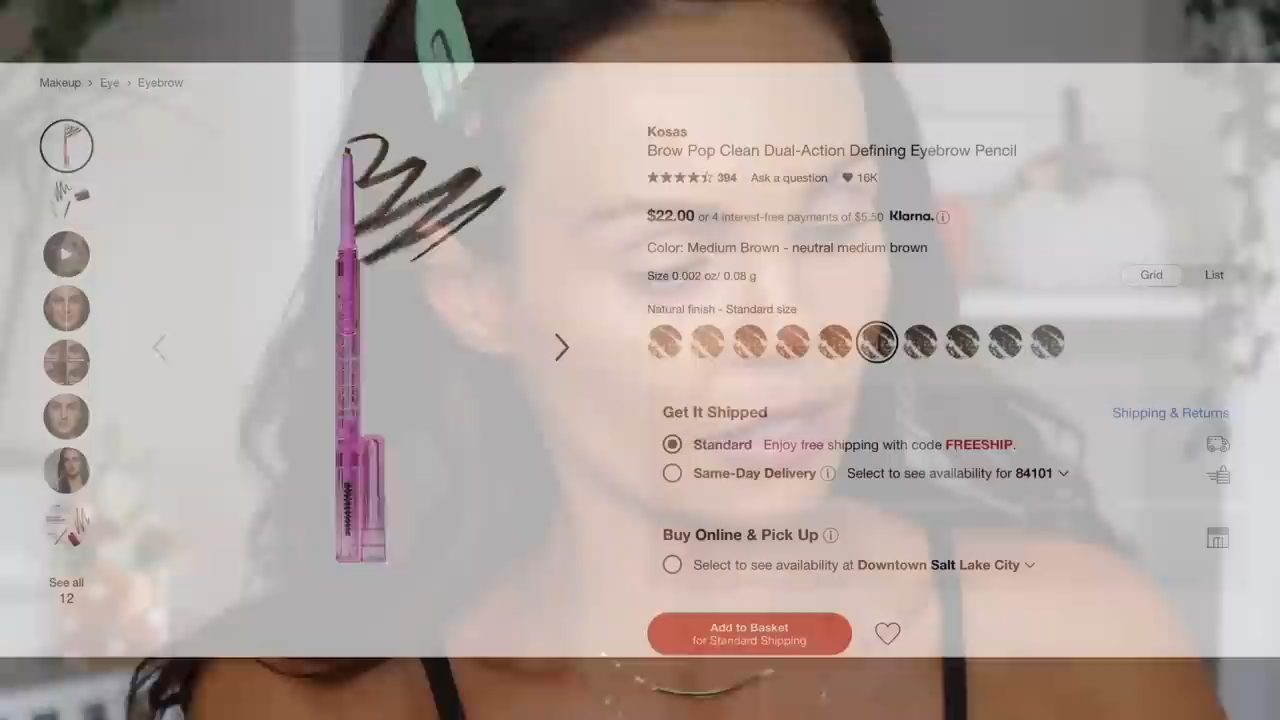 Makeup > Eye > Eyebrow
Kosas
Brow Pop Clean Dual-Action Defining Eyebrow Pencil
394 Ask a question 16K
$22.00 or 4 interest-free payments of $5.50 Klarna.
Color: Medium Brown - neutral medium brown
Size 0.002 oz/ 0.08 g
Grid List
Natural finish - Standard size
Get It Shipped
Shipping & Returns
Standard Enjoy free shipping with code FREESHIP.
Same-Day Delivery Select to see availability for 84101
Buy Online & Pick Up
Select to see availability at Downtown Salt Lake City
See all
12
Add to Basket
for Standard Shipping